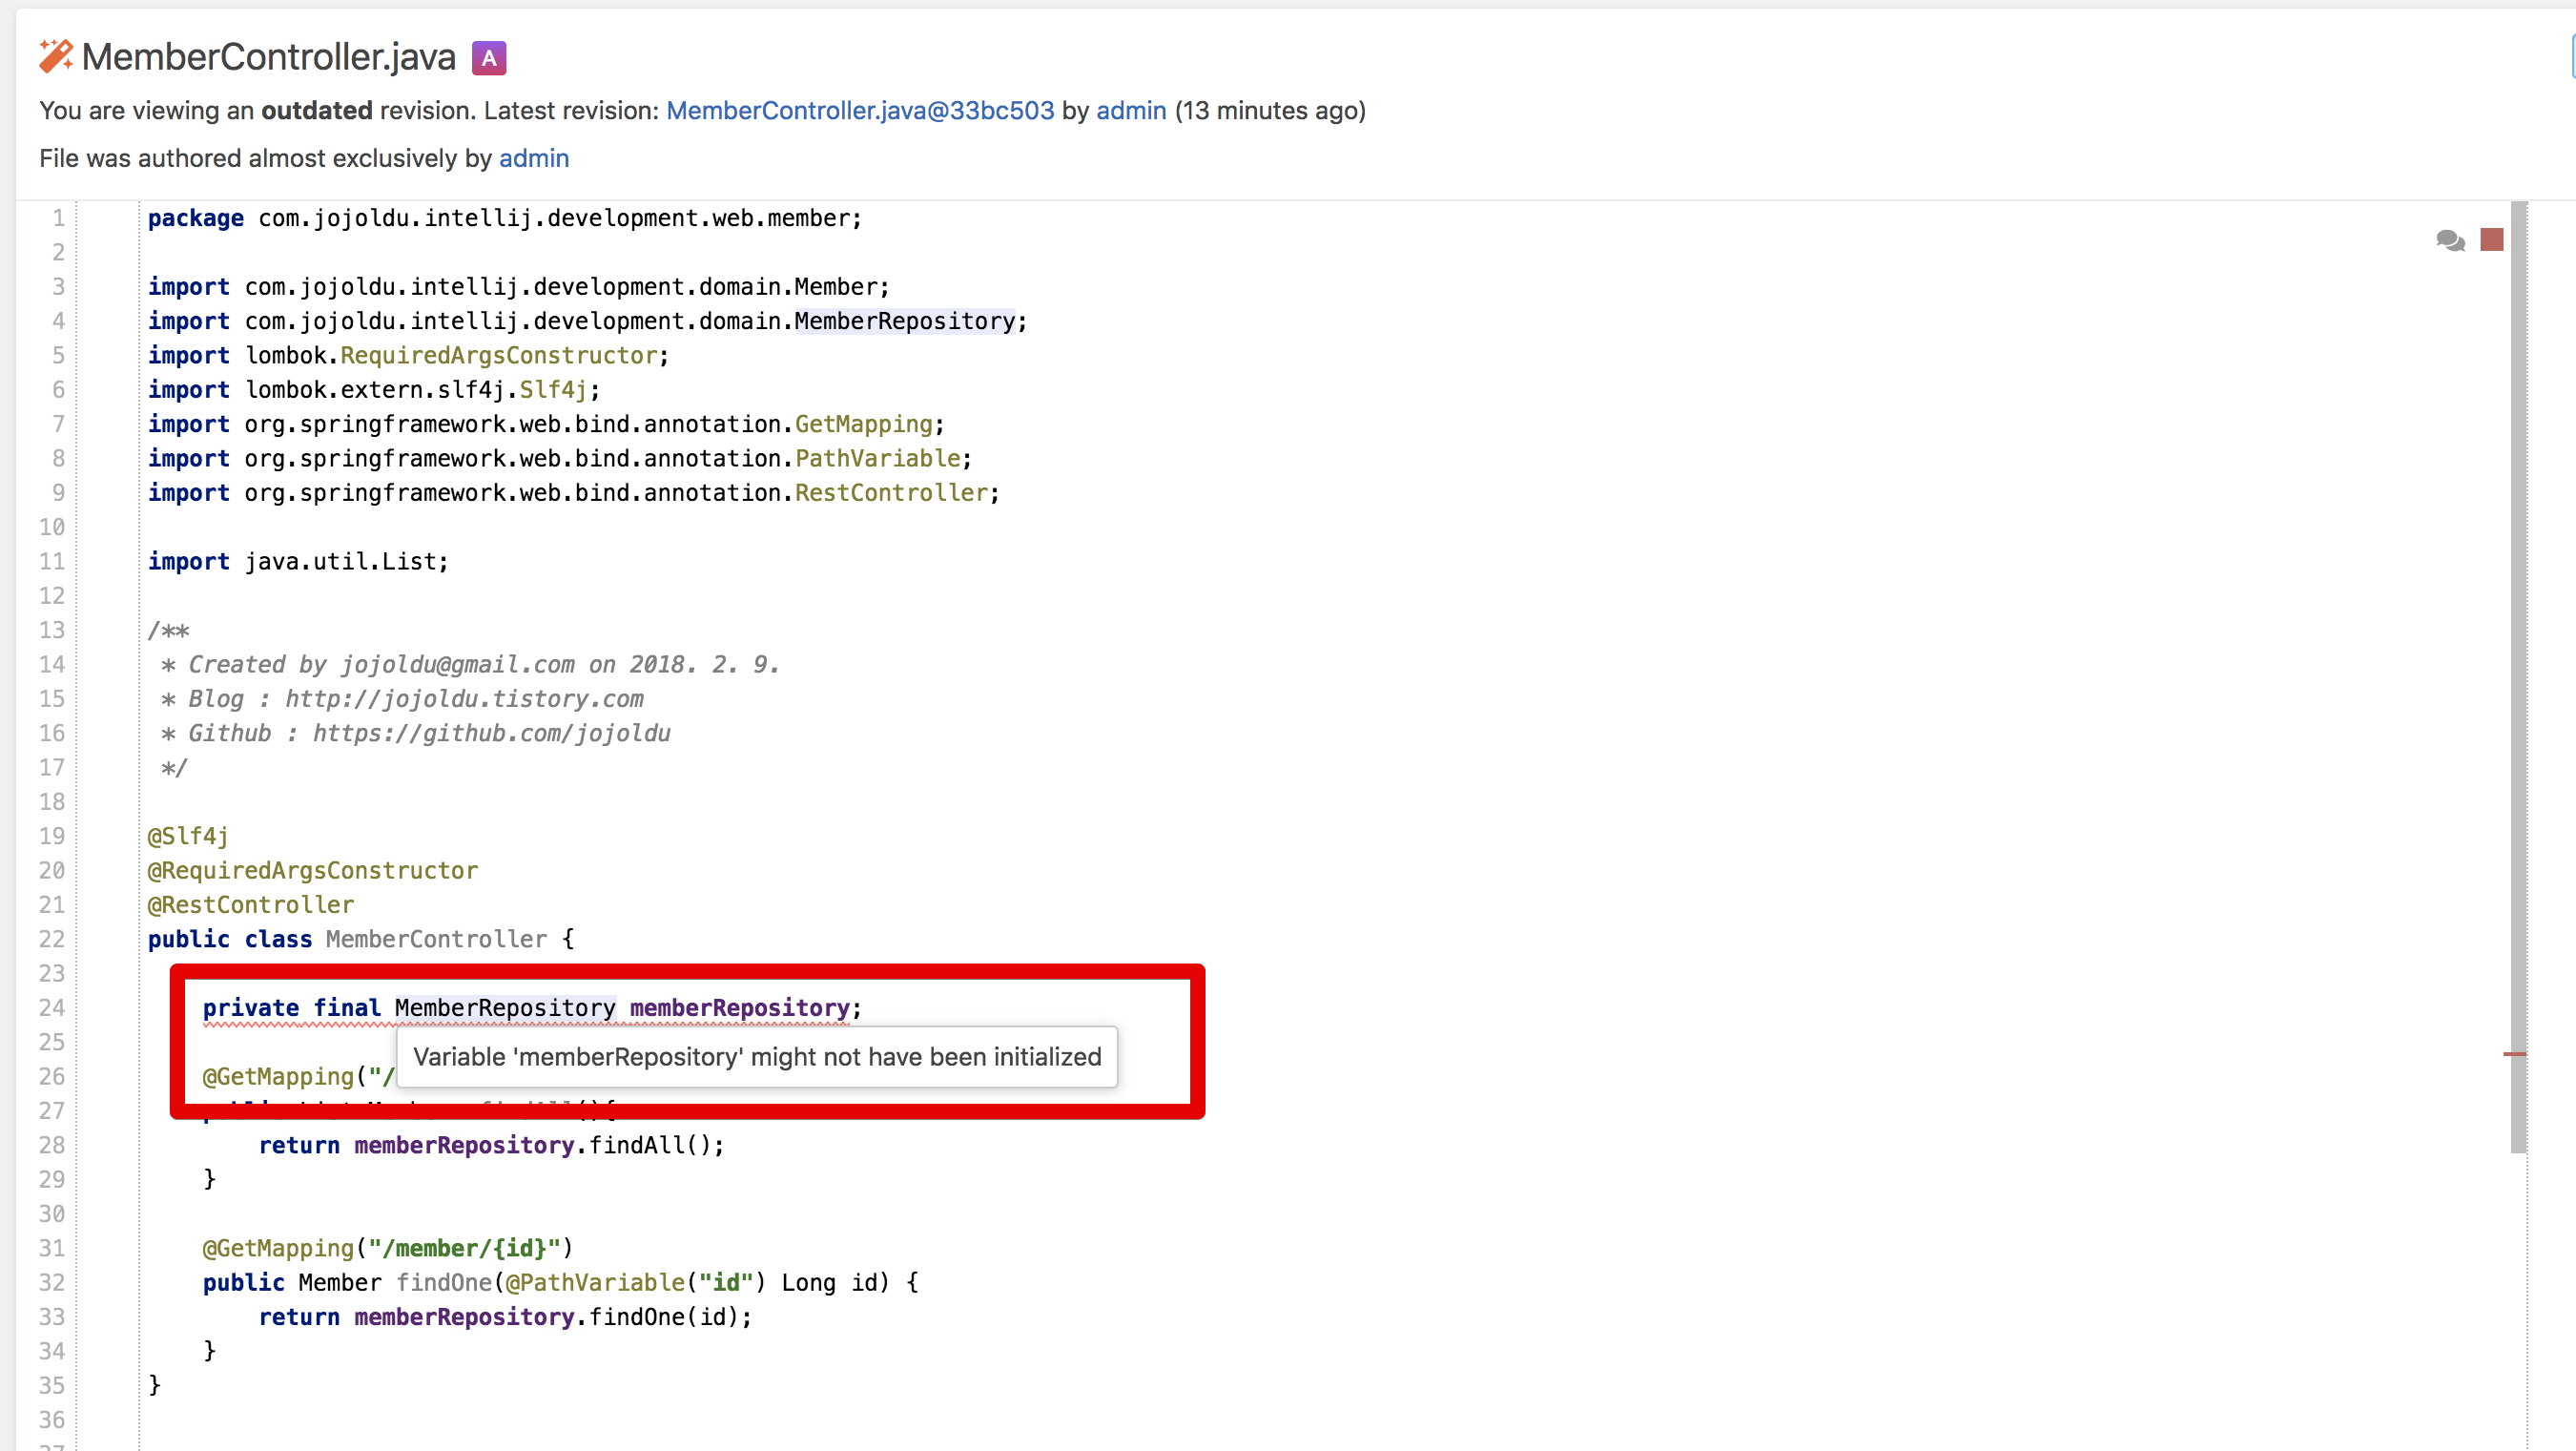 MemberController.java A
You are viewing an outdated revision. Latest revision: MemberController.java@33bc503 by admin (13 minutes ago)
File was authored almost exclusively by admin
1 package com.jojoldu.intellij.development.web.member;
2
3 import com.jojoldu.intellij.development.domain.Member;
4 import com.jojoldu.intellij.development.domain.MemberRepository;
5 import lombok.RequiredArgsConstructor;
6 import lombok.extern.slf4j.Slf4j;
7 import org.springframework.web.bind.annotation.GetMapping;
8 import org.springframework.web.bind.annotation.PathVariable;
9 import org.springframework.web.bind.annotation.RestController;
10
11 import java.util.List;
12
13 /**
14 * Created by jojoldu@gmail.com on 2018. 2. 9.
15 * Blog : http://jojoldu.tistory.com
16 * Github : https://github.com/jojoldu
17 */
18
19 @Slf4j
20 @RequiredArgsConstructor
21 @RestController
22 public class MemberController {
23
24 private final MemberRepository memberRepository;
25
Variable 'memberRepository' might not have been initialized
26 @GetMapping("/
27
28 return memberRepository.findAll();
29 }
30
31 @GetMapping("/member/{id}")
32 public Member findOne(@PathVariable("id") Long id) {
33 return memberRepository.findOne(id);
34 }
35 }
36